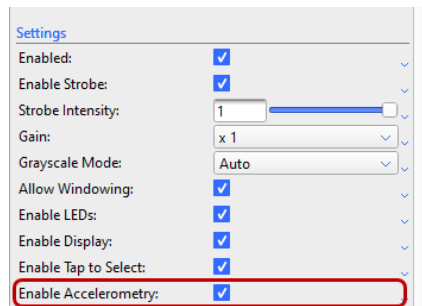 Settings
Enabled:
Enable Strobe:
Strobe Intensity: 1
Gain: x 1
Grayscale Mode: Auto
Allow Windowing:
Enable LEDs:
Enable Display:
Enable Tap to Select:
Enable Accelerometry: